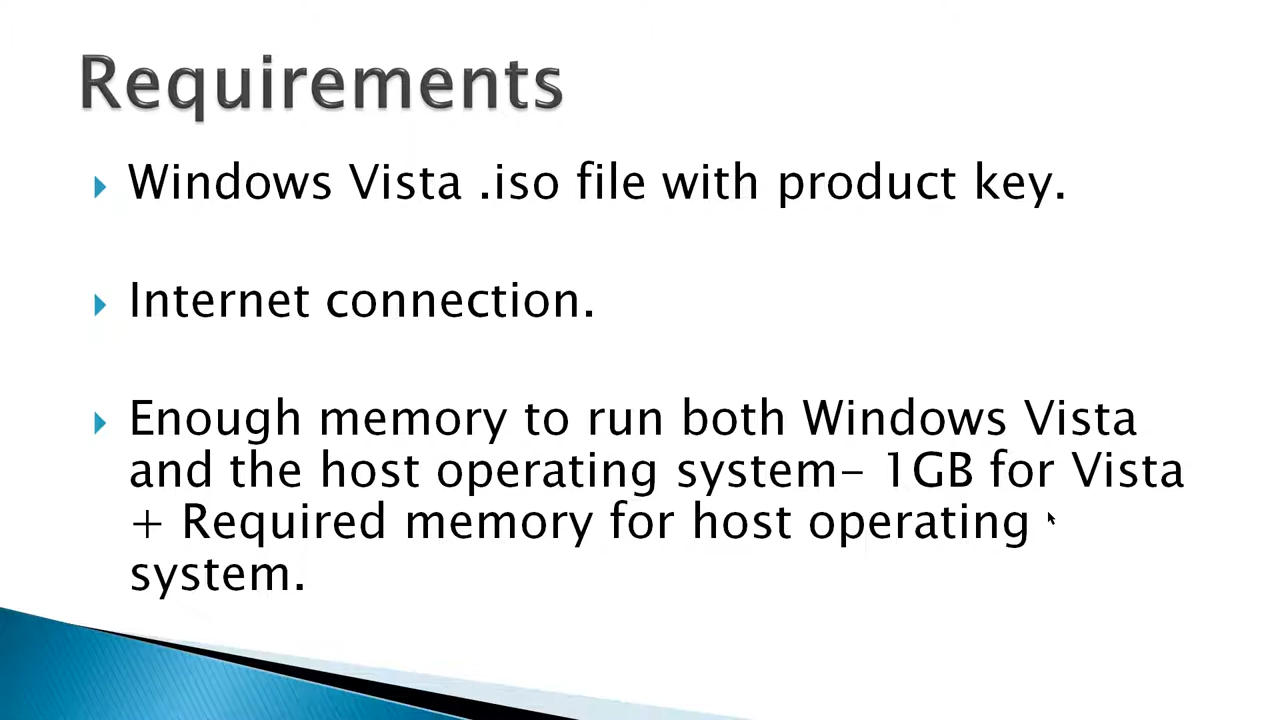 Requirements
Windows Vista .iso file with product key.
Internet connection.
Enough memory to run both Windows Vista
and the host operating system– 1GB for Vista
+ Required memory for host operating
system.